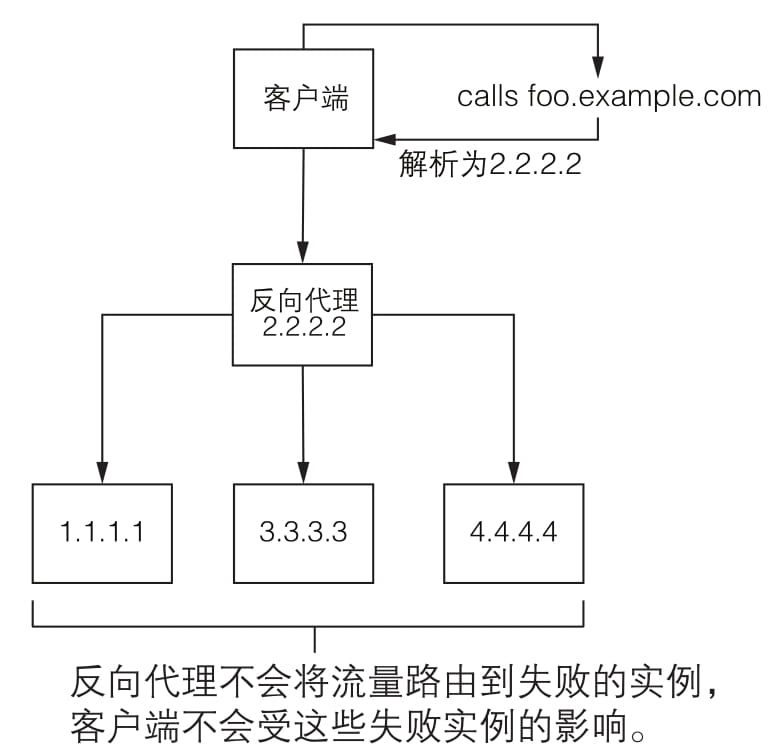 客户端
calls foo.example.com
解析为2.2.2.2
反向代理
2.2.2.2
1.1.1.1
3.3.3.3
4.4.4.4
反向代理不会将流量路由到失败的实例，
客户端不会受这些失败实例的影响。